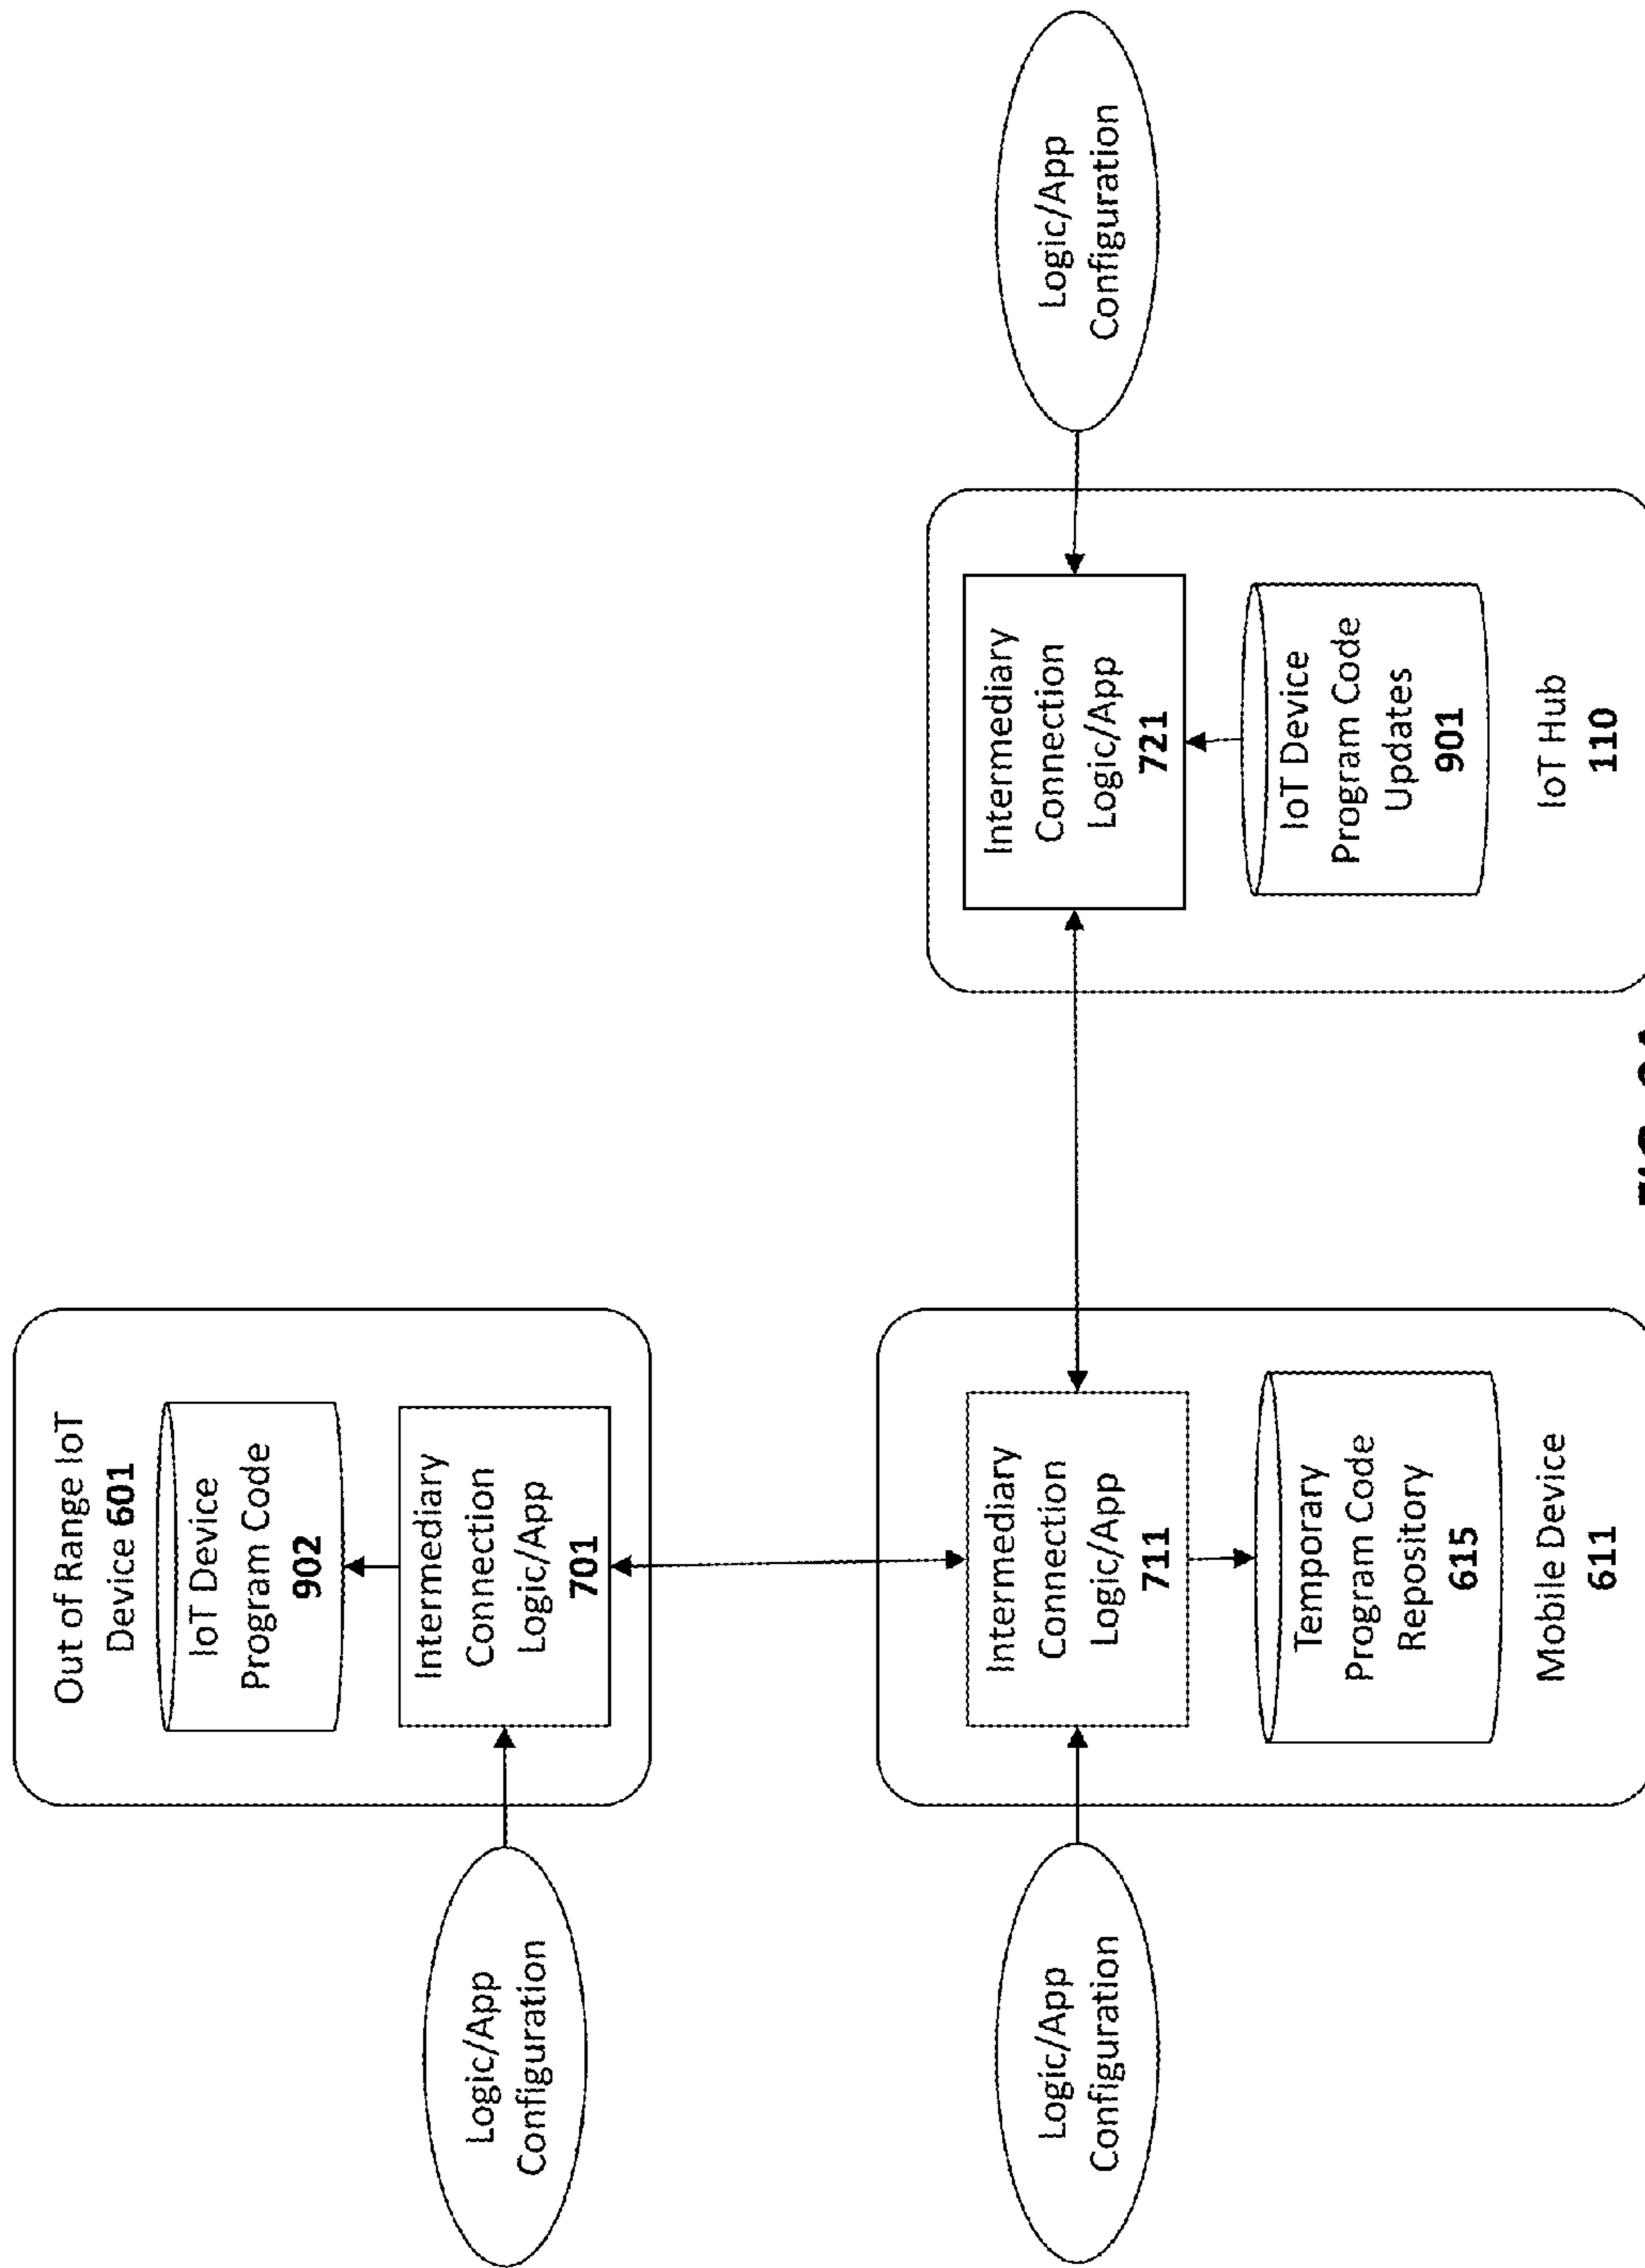 Out of Range IoT
Device 601
IoT Device
Program Code
902
Intermediary
Connection
Logic/App
701
Logic/App
Configuration
Logic/App
Configuration
Intermediary
Connection
Logic/App
711
Temporary
Program Code
Repository
615
Mobile Device
611
Intermediary
Connection
Logic/App
721
IoT Device
Program Code
Updates
901
IoT Hub
110
Logic/App
Configuration